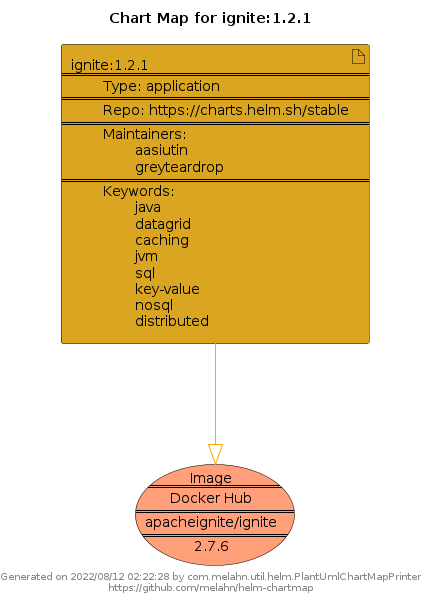 Chart Map for ignite:1.2.1
ignite:1.2.1
Type: application
Repo: https://charts.helm.sh/stable
Maintainers:
aasiutin
greyteardrop
Keywords:
java
datagrid
caching
jvm
sql
key-value
nosql
distributed
Image
Docker Hub
apacheignite/ignite
2.7.6
Generated on 2022/08/12 02:22:28 by com.melahn.util.helm.PlantUmlChartMapPrinter
https://github.com/melahn/helm-chartmap